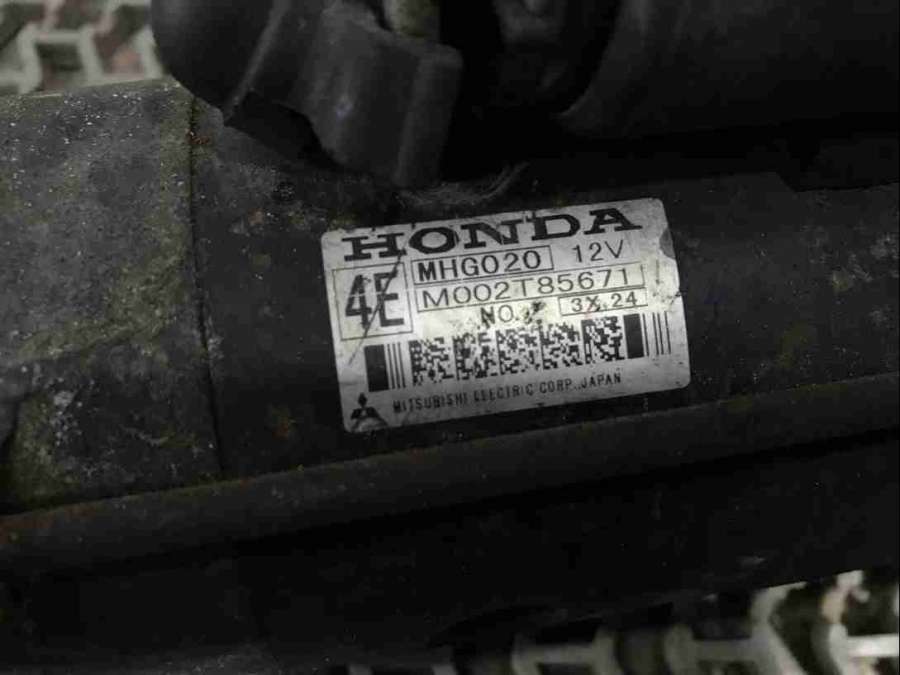 HONDA
4E MHG020 12V
M002T85671
NO. 3X 24
MITSUBISHI ELECTRIC CORP., JAPAN